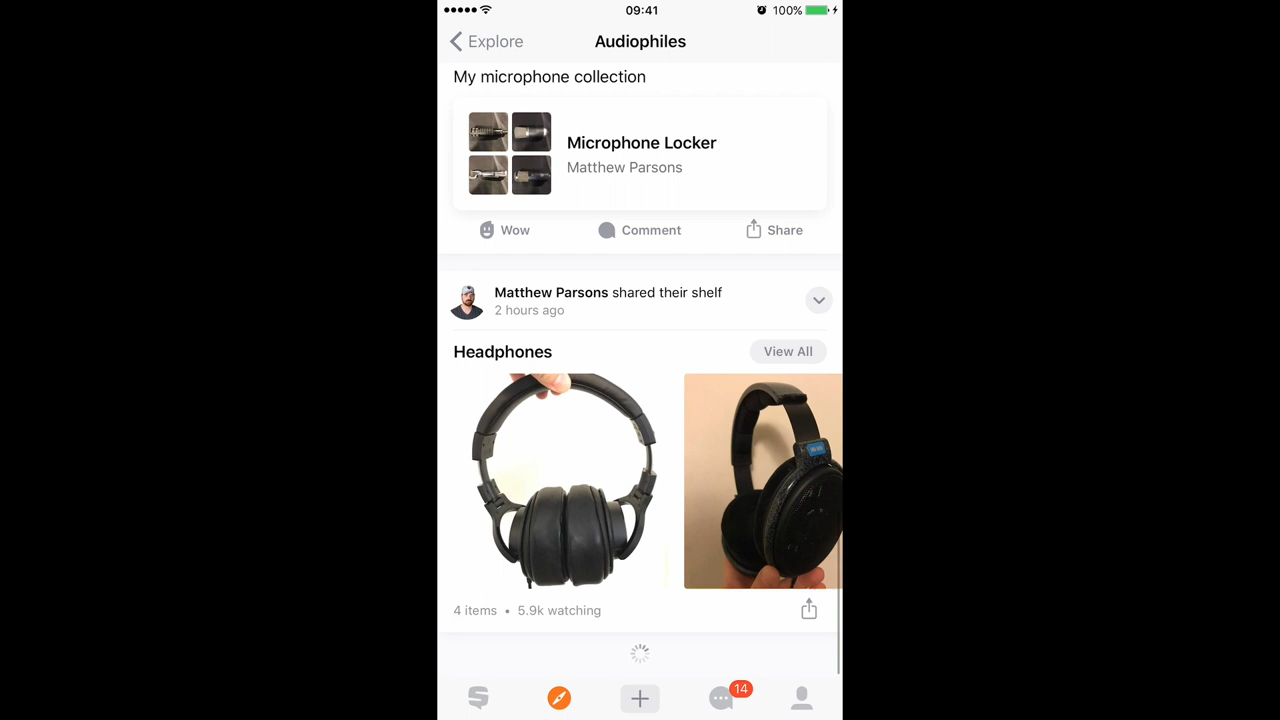 09:41
100%
Explore
Audiophiles
My microphone collection
Microphone Locker
Matthew Parsons
Wow
Comment
Share
Matthew Parsons shared their shelf
2 hours ago
Headphones
View All
4 items • 5.9k watching
14